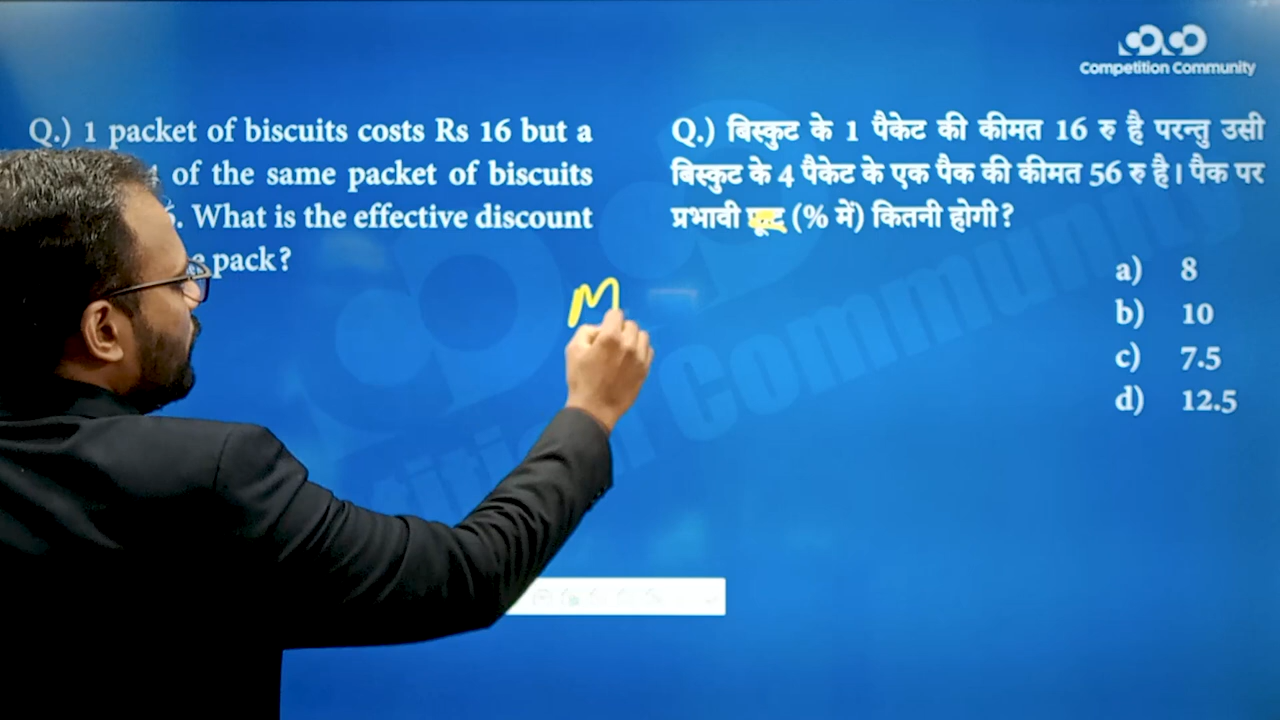 Competition Community
Q.) 1 packet of biscuits costs Rs 16 but a
of the same packet of biscuits
. What is the effective discount
pack?
Q.) बिस्कुट के 1 पैकेट की कीमत 16 रु है परन्तु उसी
बिस्कुट के 4 पैकेट के एक पैक की कीमत 56 रु है। पैक पर
प्रभावी छूट (% में) कितनी होगी?
a) 8
b) 10
c) 7.5
d) 12.5
M
Community